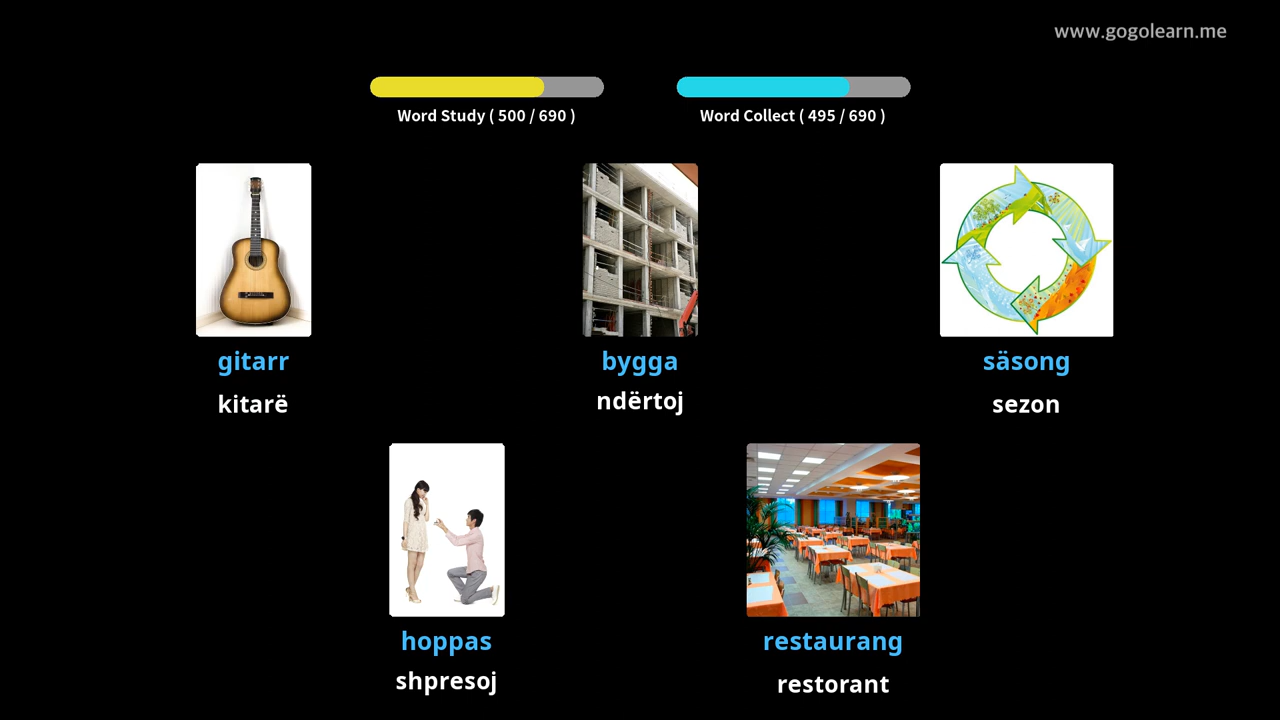 www.gogolearn.me
Word Study ( 500 / 690 )
Word Collect ( 495 / 690 )
gitarr
kitarë
bygga
ndërtoj
säsong
sezon
hoppas
shpresoj
restaurang
restorant